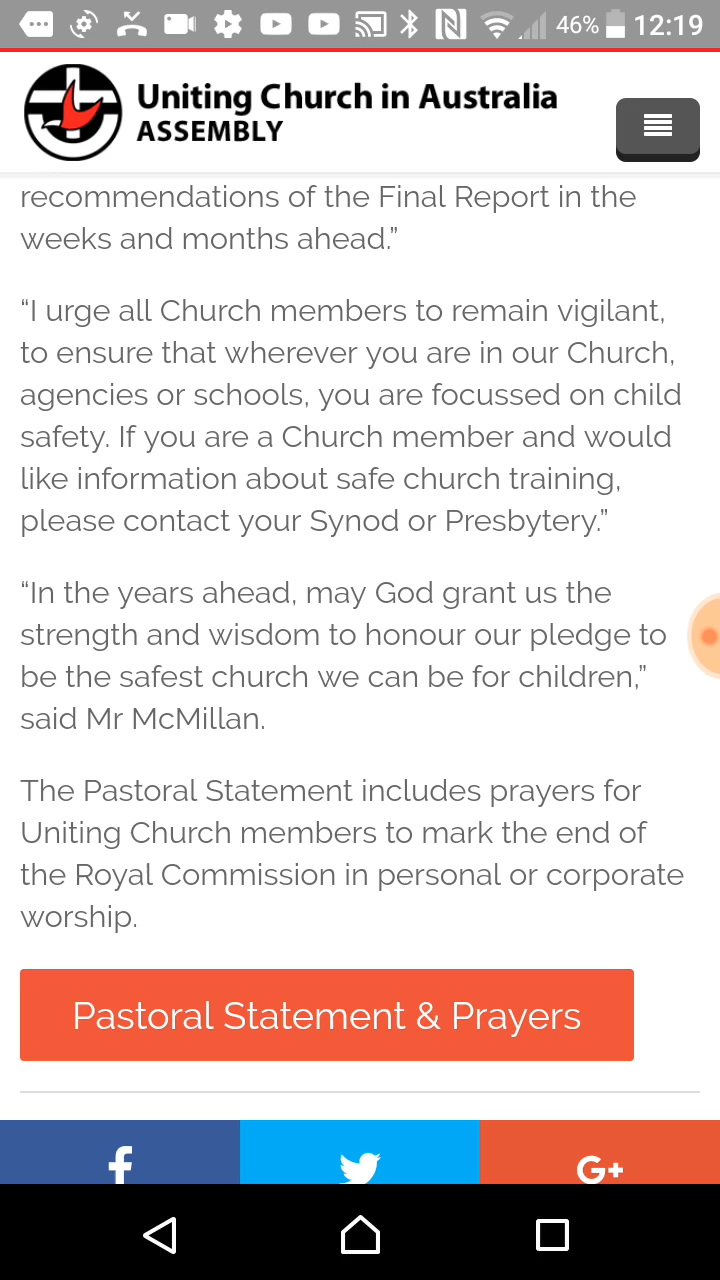 46% 12:19
Uniting Church in Australia
ASSEMBLY
recommendations of the Final Report in the
weeks and months ahead.”
“I urge all Church members to remain vigilant,
to ensure that wherever you are in our Church,
agencies or schools, you are focussed on child
safety. If you are a Church member and would
like information about safe church training,
please contact your Synod or Presbytery.”
“In the years ahead, may God grant us the
strength and wisdom to honour our pledge to
be the safest church we can be for children,”
said Mr McMillan.
The Pastoral Statement includes prayers for
Uniting Church members to mark the end of
the Royal Commission in personal or corporate
worship.
Pastoral Statement & Prayers
f
G+